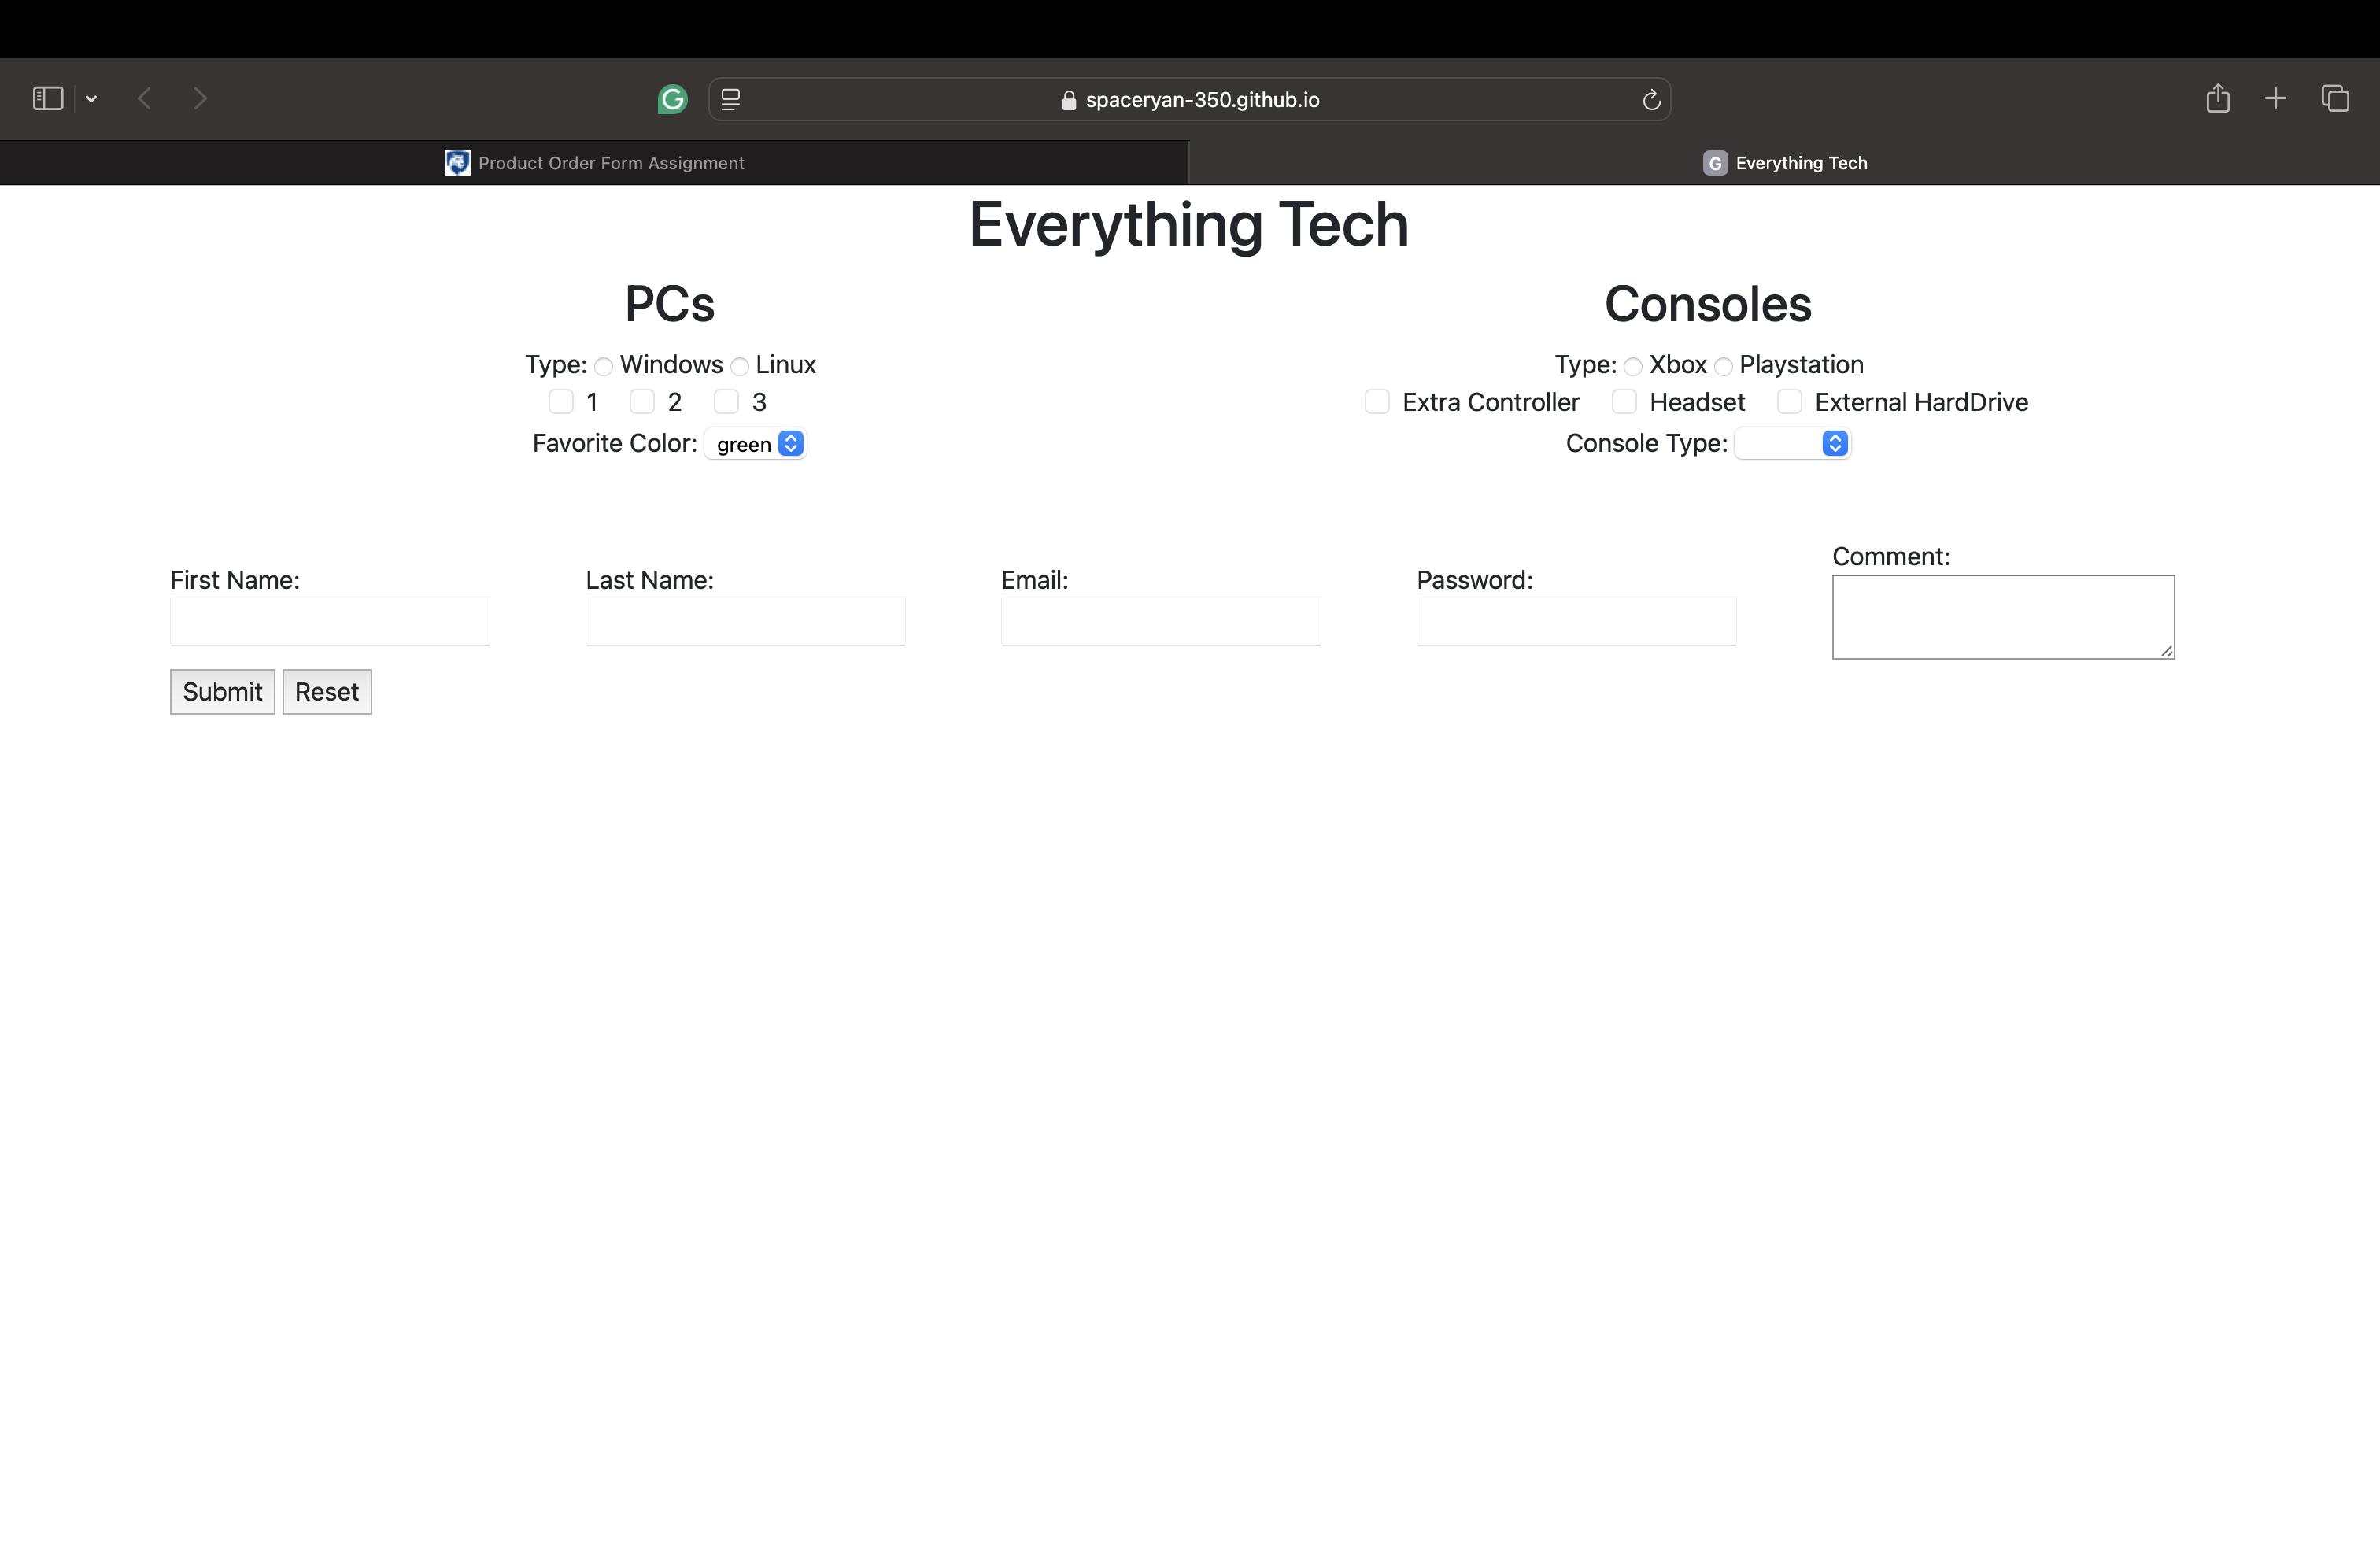 spaceryan-350.github.io
Product Order Form Assignment
G Everything Tech
Everything Tech
PCs
Type: Windows Linux
1 2 3
Favorite Color: green
Consoles
Type: Xbox Playstation
Extra Controller Headset External HardDrive
Console Type:
First Name:
Last Name:
Email:
Password:
Comment:
Submit Reset